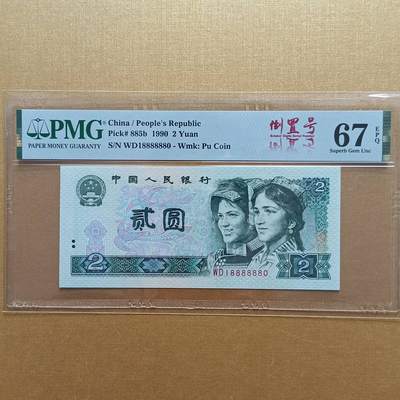 PMG
PAPER MONEY GUARANTY
China / People's Republic
Pick# 885b 1990 2 Yuan
S/N WD18888880 - Wmk: Pu Coin
倒置号
67 EPQ
Superb Gem Unc
中国人民银行
贰圆
2
WD18888880
2
2